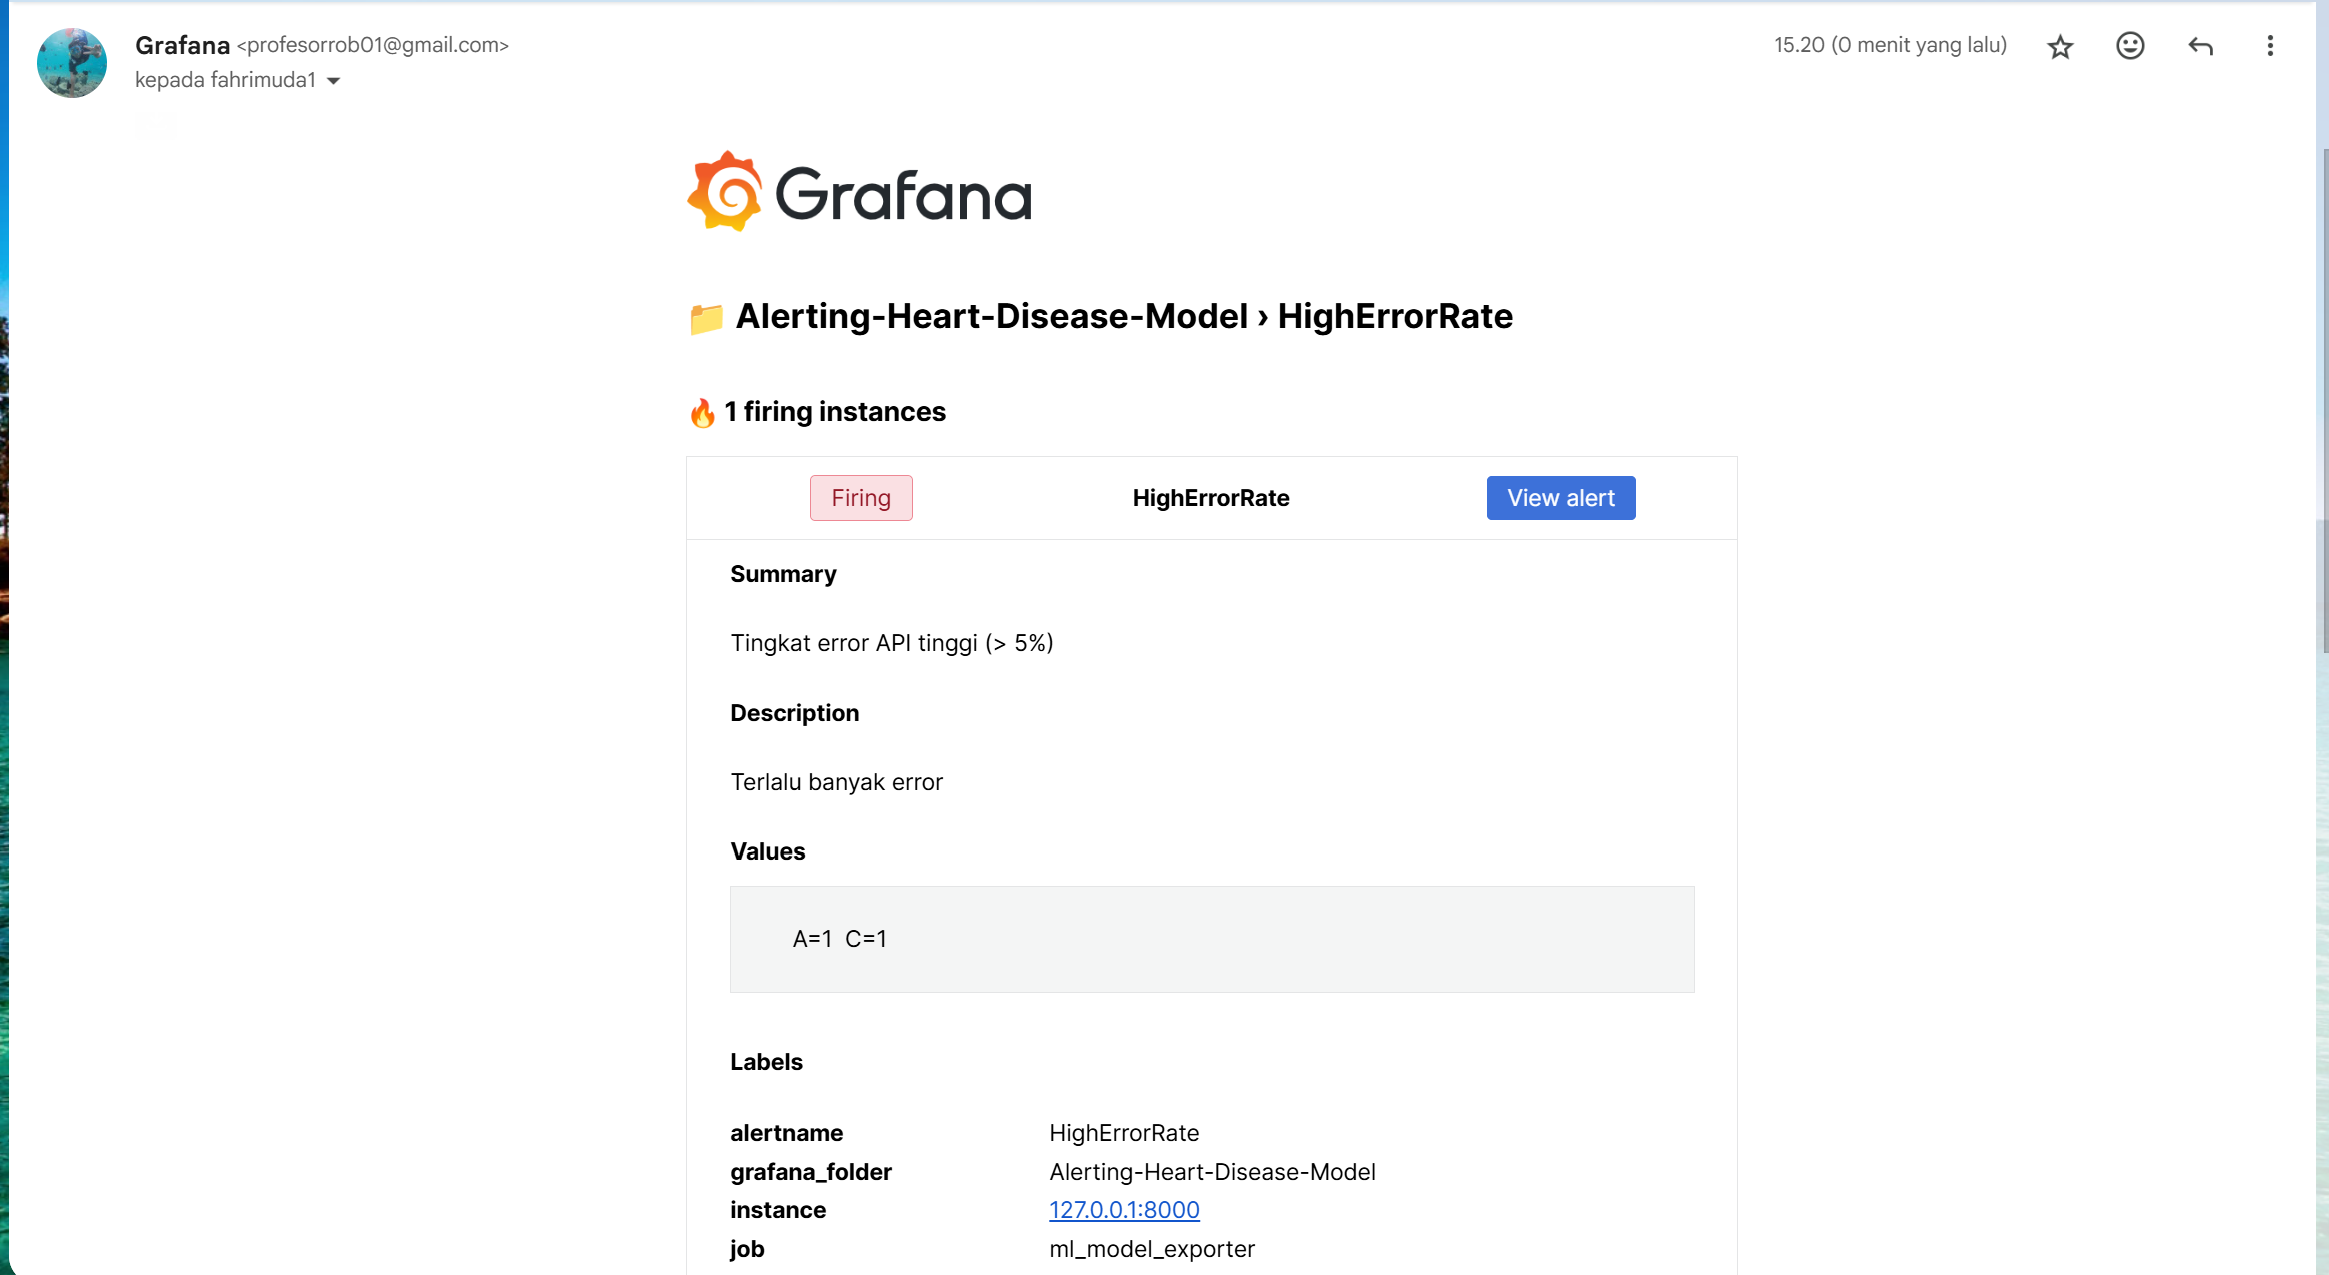 Grafana <profesorrob01@gmail.com>
15.20 (0 menit yang lalu)
kepada fahrimuda1
Grafana
Alerting-Heart-Disease-Model › HighErrorRate
1 firing instances
Firing
HighErrorRate
View alert
Summary
Tingkat error API tinggi (> 5%)
Description
Terlalu banyak error
Values
A=1 C=1
Labels
alertname HighErrorRate
grafana_folder Alerting-Heart-Disease-Model
instance 127.0.0.1:8000
job ml_model_exporter